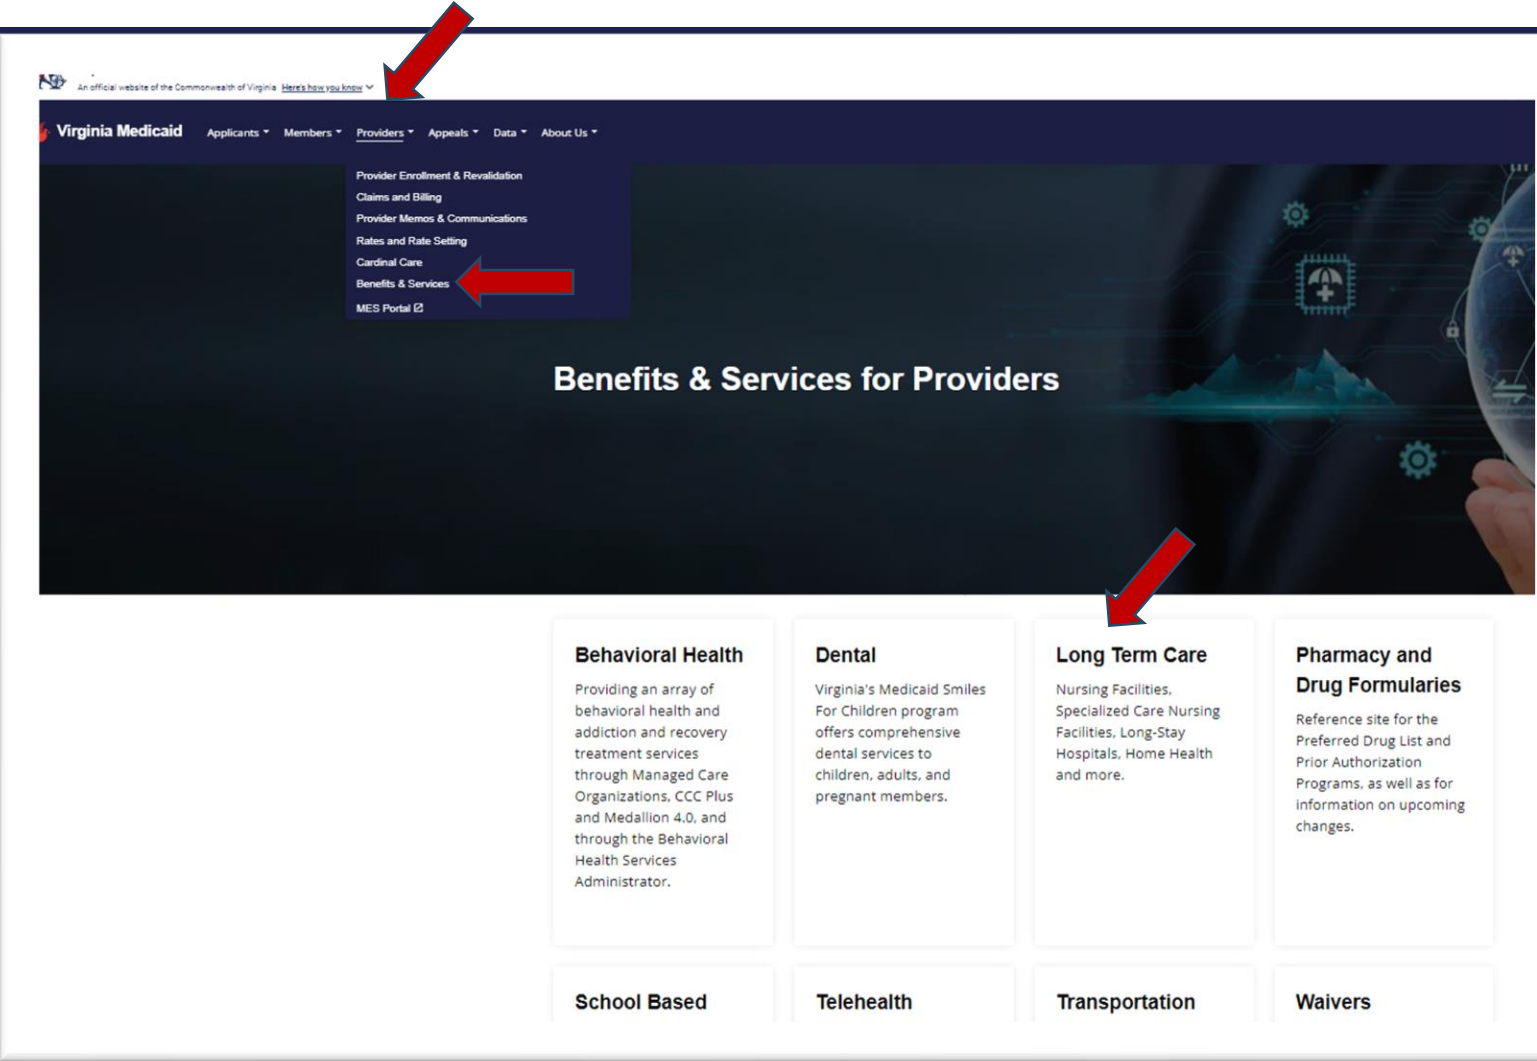 An official website of the Commonwealth of Virginia Here's how you know
Virginia Medicaid Applicants Members Providers Appeals Data About Us
Provider Enrollment & Revalidation
Claims and Billing
Provider Memos & Communications
Rates and Rate Setting
Cardinal Care
Benefits & Services
MES Portal
Benefits & Services for Providers
Behavioral Health
Providing an array of
behavioral health and
addiction and recovery
treatment services
through Managed Care
Organizations, CCC Plus
and Medallion 4.0, and
through the Behavioral
Health Services
Administrator.
Dental
Virginia's Medicaid Smiles
For Children program
offers comprehensive
dental services to
children, adults, and
pregnant members.
Long Term Care
Nursing Facilities,
Specialized Care Nursing
Facilities, Long-Stay
Hospitals, Home Health
and more.
Pharmacy and
Drug Formularies
Reference site for the
Preferred Drug List and
Prior Authorization
Programs, as well as for
information on upcoming
changes.
School Based
Telehealth
Transportation
Waivers